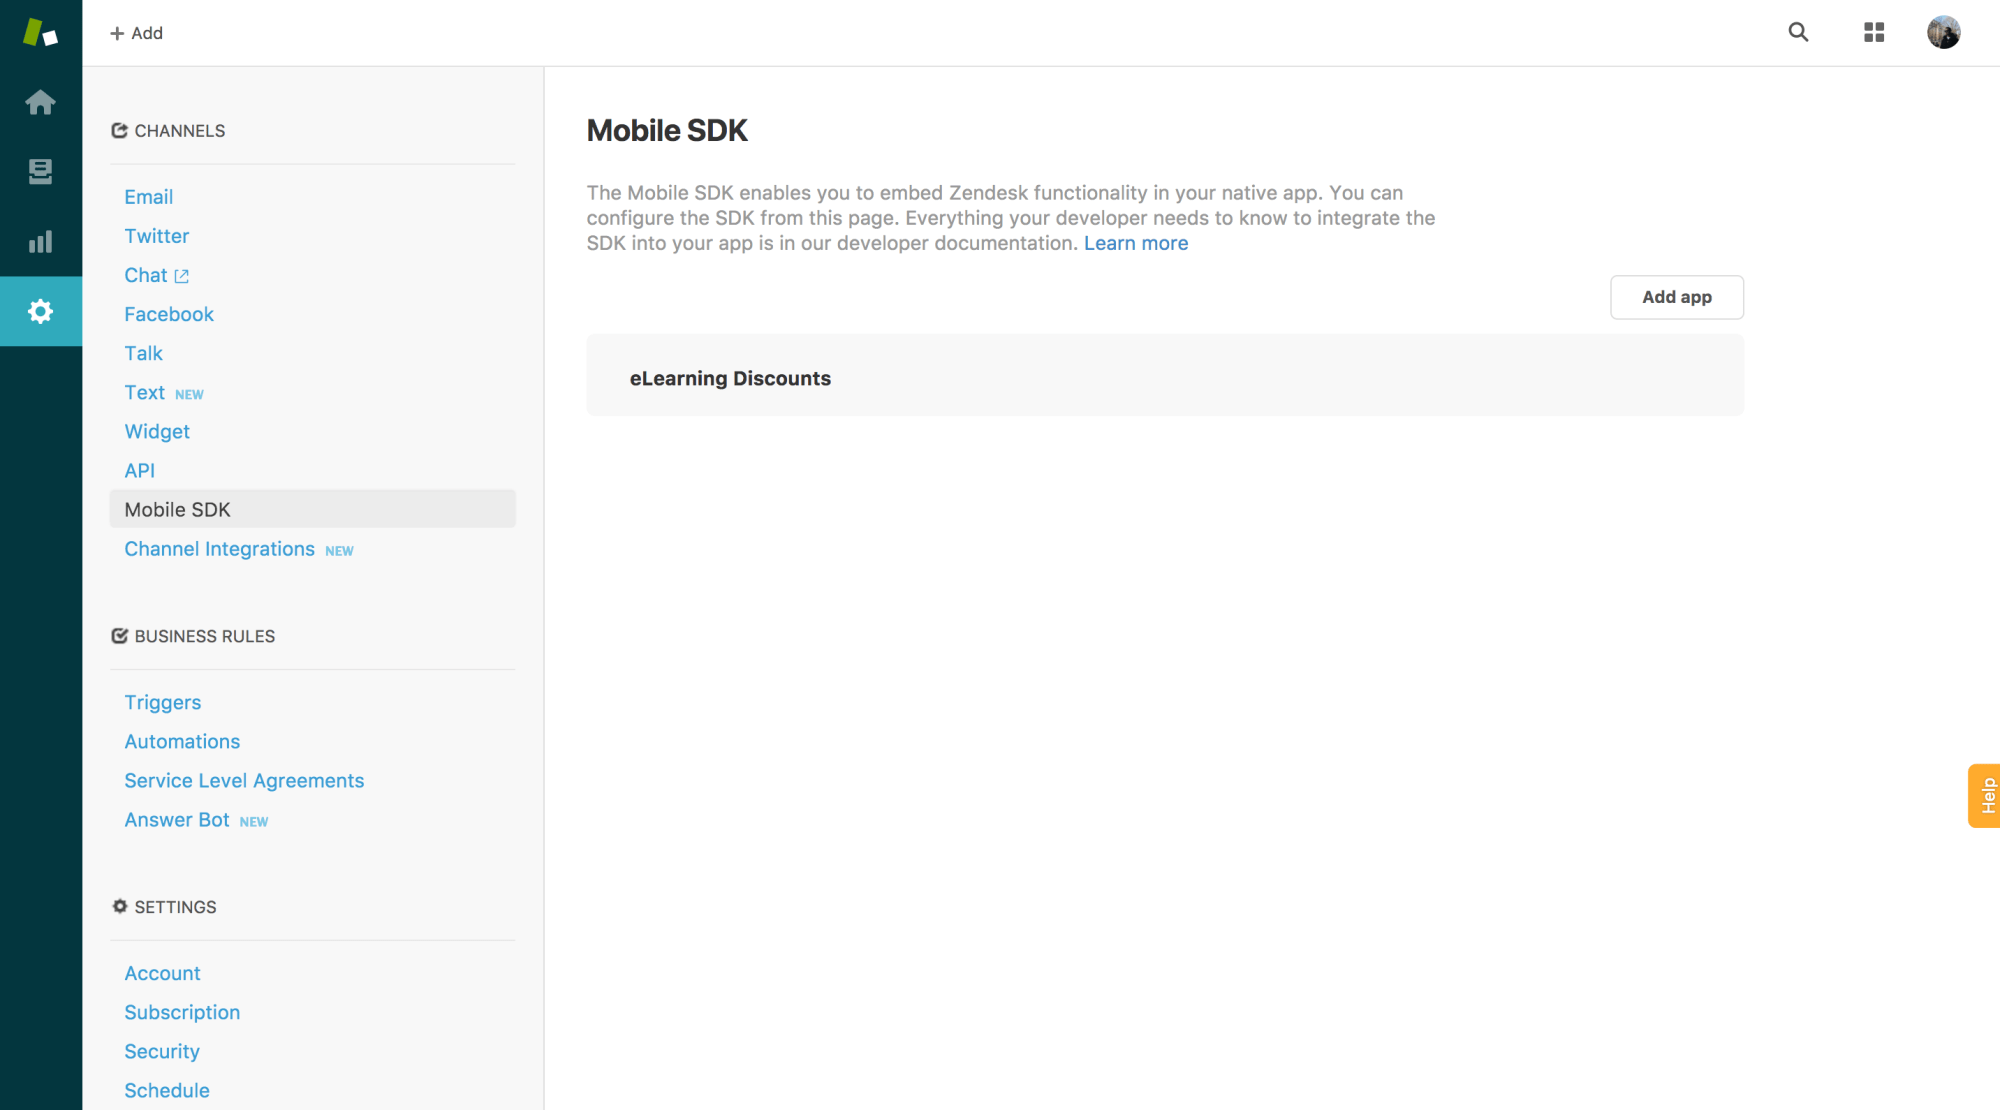 Add
CHANNELS
Email
Twitter
Chat
Facebook
Talk
Text NEW
Widget
API
Mobile SDK
Channel Integrations NEW
BUSINESS RULES
Triggers
Automations
Service Level Agreements
Answer Bot NEW
SETTINGS
Account
Subscription
Security
Schedule
Mobile SDK
The Mobile SDK enables you to embed Zendesk functionality in your native app. You can
configure the SDK from this page. Everything your developer needs to know to integrate the
SDK into your app is in our developer documentation. Learn more
Add app
eLearning Discounts
Help